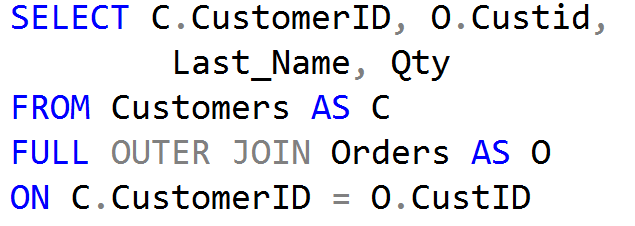 SELECT C.CustomerID, O.Custid,
Last_Name, Qty
FROM Customers AS C
FULL OUTER JOIN Orders AS O
ON C.CustomerID = O.CustID